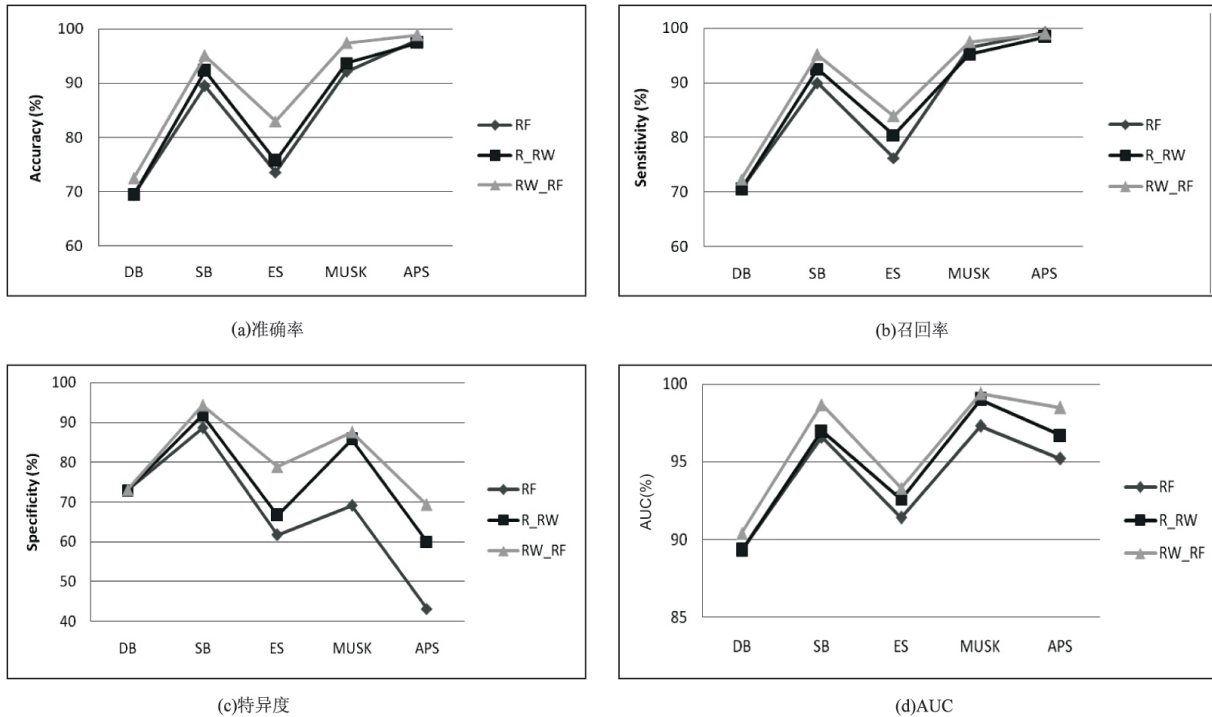 100
90
80
70
60
Accuracy (%)
DB SB ES MUSK APS
RF
R_RW
RW_RF
(a)准确率
100
90
80
70
60
Sensitivity (%)
DB SB ES MUSK APS
RF
R_RW
RW_RF
(b)召回率
100
90
80
70
60
50
40
Specificity (%)
DB SB ES MUSK APS
RF
R_RW
RW_RF
(c)特异度
100
95
90
85
AUC(%)
DB SB ES MUSK APS
RF
R_RW
RW_RF
(d)AUC